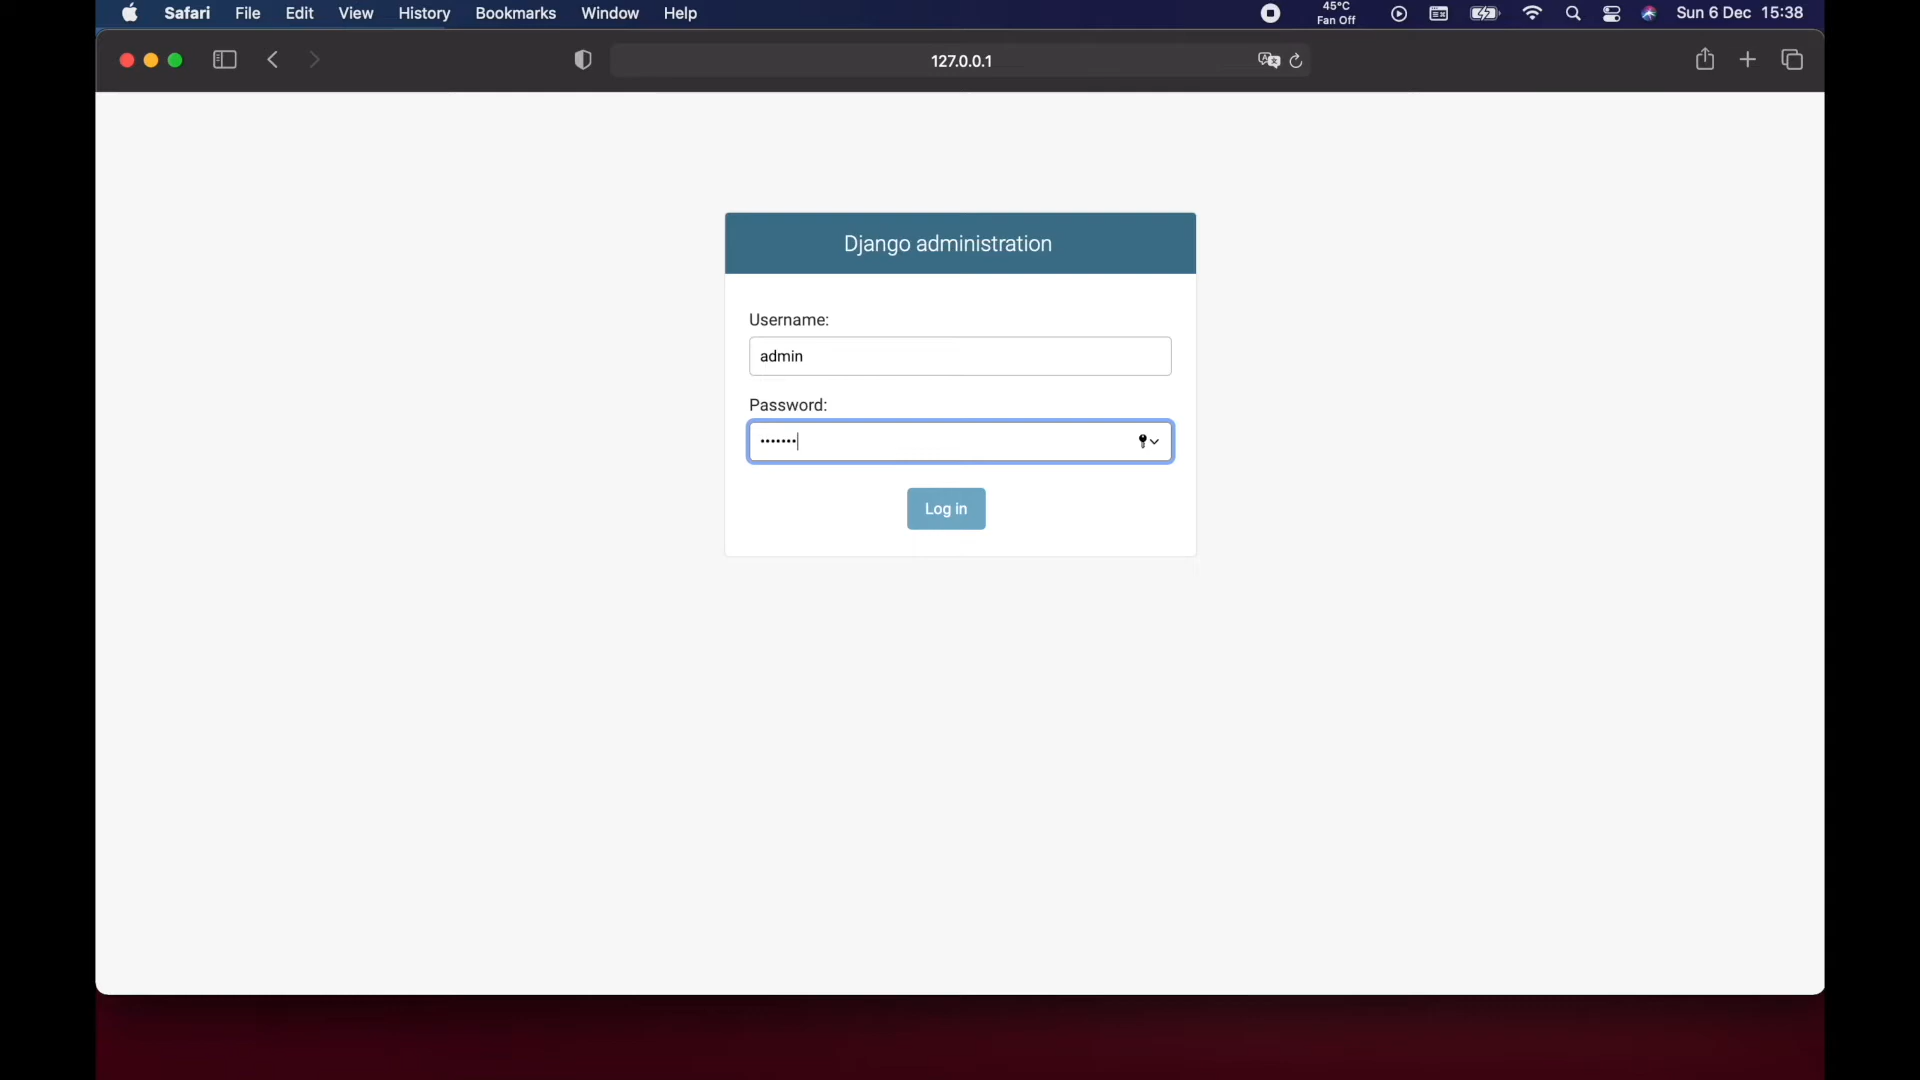 Safari File Edit View History Bookmarks Window Help 45°C Sun 6 Dec 15:38
Fan Off
127.0.0.1
Django administration
Username:
admin
Password:
•••••••
Log in